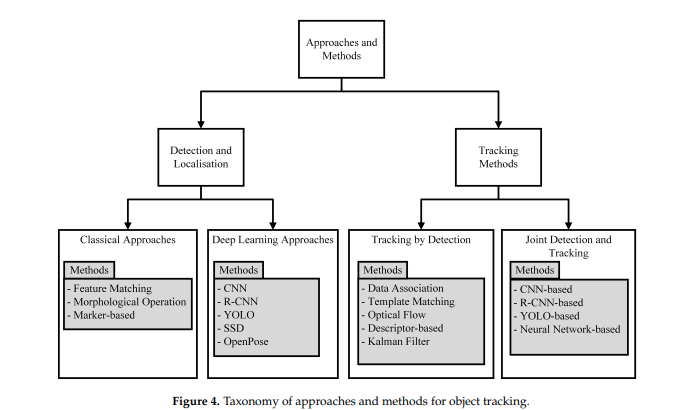 Approaches and
Methods
Detection and
Localisation
Tracking
Methods
Classical Approaches
Methods
- Feature Matching
- Morphological Operation
- Marker-based
Deep Learning Approaches
Methods
- CNN
- R-CNN
- YOLO
- SSD
- OpenPose
Tracking by Detection
Methods
- Data Association
- Template Matching
- Optical Flow
- Descriptor-based
- Kalman Filter
Joint Detection and
Tracking
Methods
- CNN-based
- R-CNN-based
- YOLO-based
- Neural Network-based
Figure 4. Taxonomy of approaches and methods for object tracking.